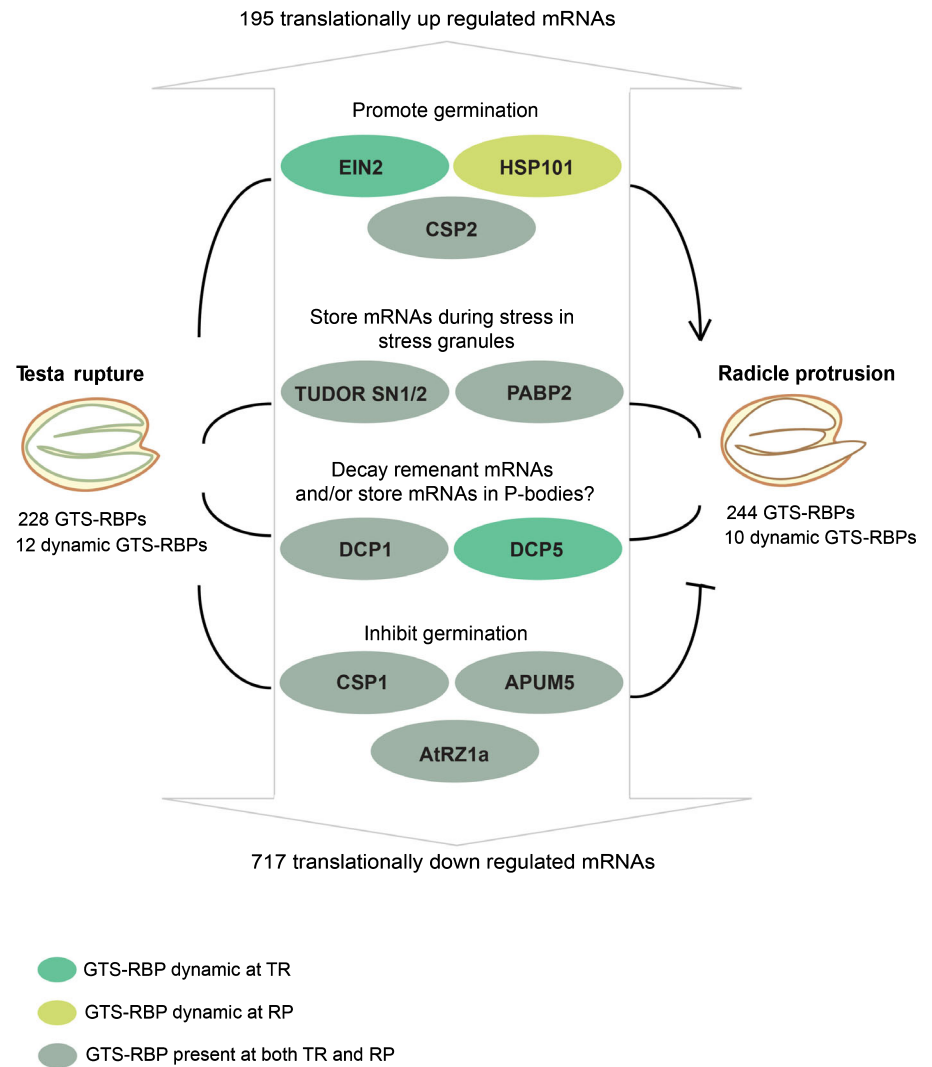 195 translationally up regulated mRNAs
Promote germination
EIN2
HSP101
CSP2
Store mRNAs during stress in
stress granules
TUDOR SN1/2
PABP2
Testa rupture
228 GTS-RBPs
12 dynamic GTS-RBPs
Radicle protrusion
244 GTS-RBPs
10 dynamic GTS-RBPs
Decay remenant mRNAs
and/or store mRNAs in P-bodies?
DCP1
DCP5
Inhibit germination
CSP1
APUM5
AtRZ1a
717 translationally down regulated mRNAs
GTS-RBP dynamic at TR
GTS-RBP dynamic at RP
GTS-RBP present at both TR and RP